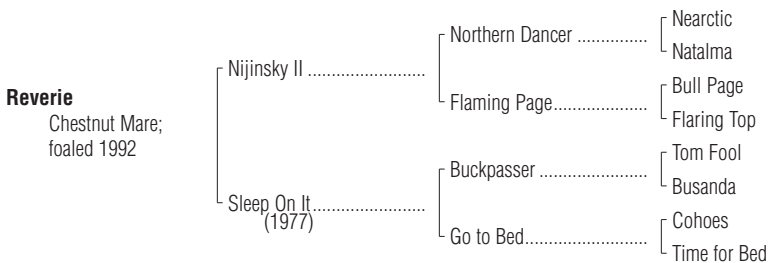 Reverie
Chestnut Mare;
foaled 1992
Nijinsky II ..........................
Sleep On It.........................
(1977)
Northern Dancer ...............
Flaming Page....................
Buckpasser .......................
Go to Bed..........................
Nearctic
Natalma
Bull Page
Flaring Top
Tom Fool
Busanda
Cohoes
Time for Bed